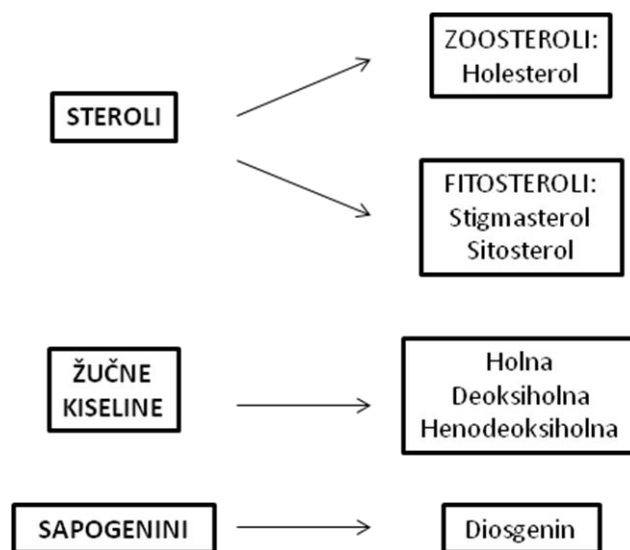 STEROLI
ZOOSTEROLI:
Holesterol
FITOSTEROLI:
Stigmasterol
Sitosterol
ŽUČNE
KISELINE
Holna
Deoksiholna
Henodeoksiholna
SAPOGENINI
Diosgenin